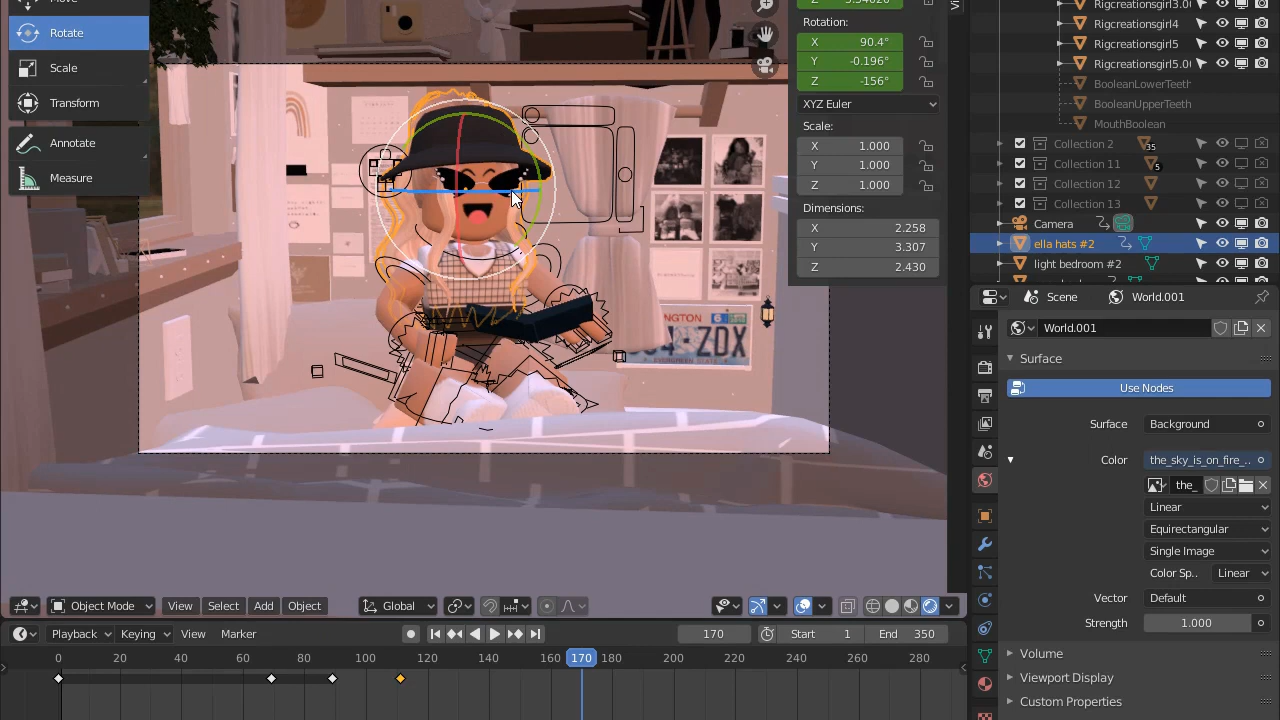 Move
Rotate
Scale
Transform
Annotate
Measure
Rotation:
X 90.4°
Y -0.196°
Z -156°
XYZ Euler
Scale:
X 1.000
Y 1.000
Z 1.000
Dimensions:
X 2.258
Y 3.307
Z 2.430
Rigcreationsgirl4
Rigcreationsgirl5
Rigcreationsgirl5.0
BooleanLowerTeeth
BooleanUpperTeeth
MouthBoolean
Collection 2 35
Collection 11 5
Collection 12
Collection 13
Camera
ella hats #2
light bedroom #2
Scene World.001
World.001
Surface
Use Nodes
Surface Background
Color the_sky_is_on_fire_..
the_
Linear
Equirectangular
Single Image
Color Sp.. Linear
Vector Default
Strength 1.000
Volume
Viewport Display
Custom Properties
Object Mode View Select Add Object Global
Playback Keying View Marker 170 Start 1 End 350
0 20 40 60 80 100 120 140 160 170 180 200 220 240 260 280